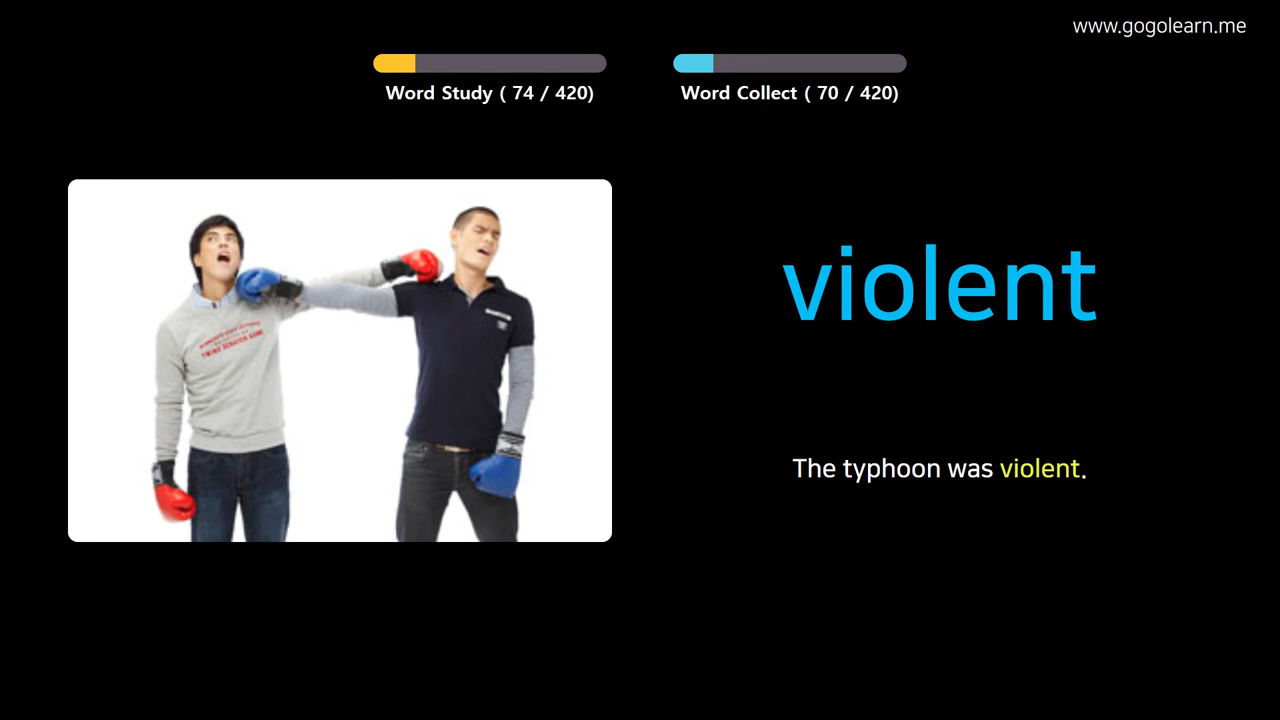 www.gogolearn.me
Word Study ( 74 / 420)
Word Collect ( 70 / 420)
violent
The typhoon was violent.